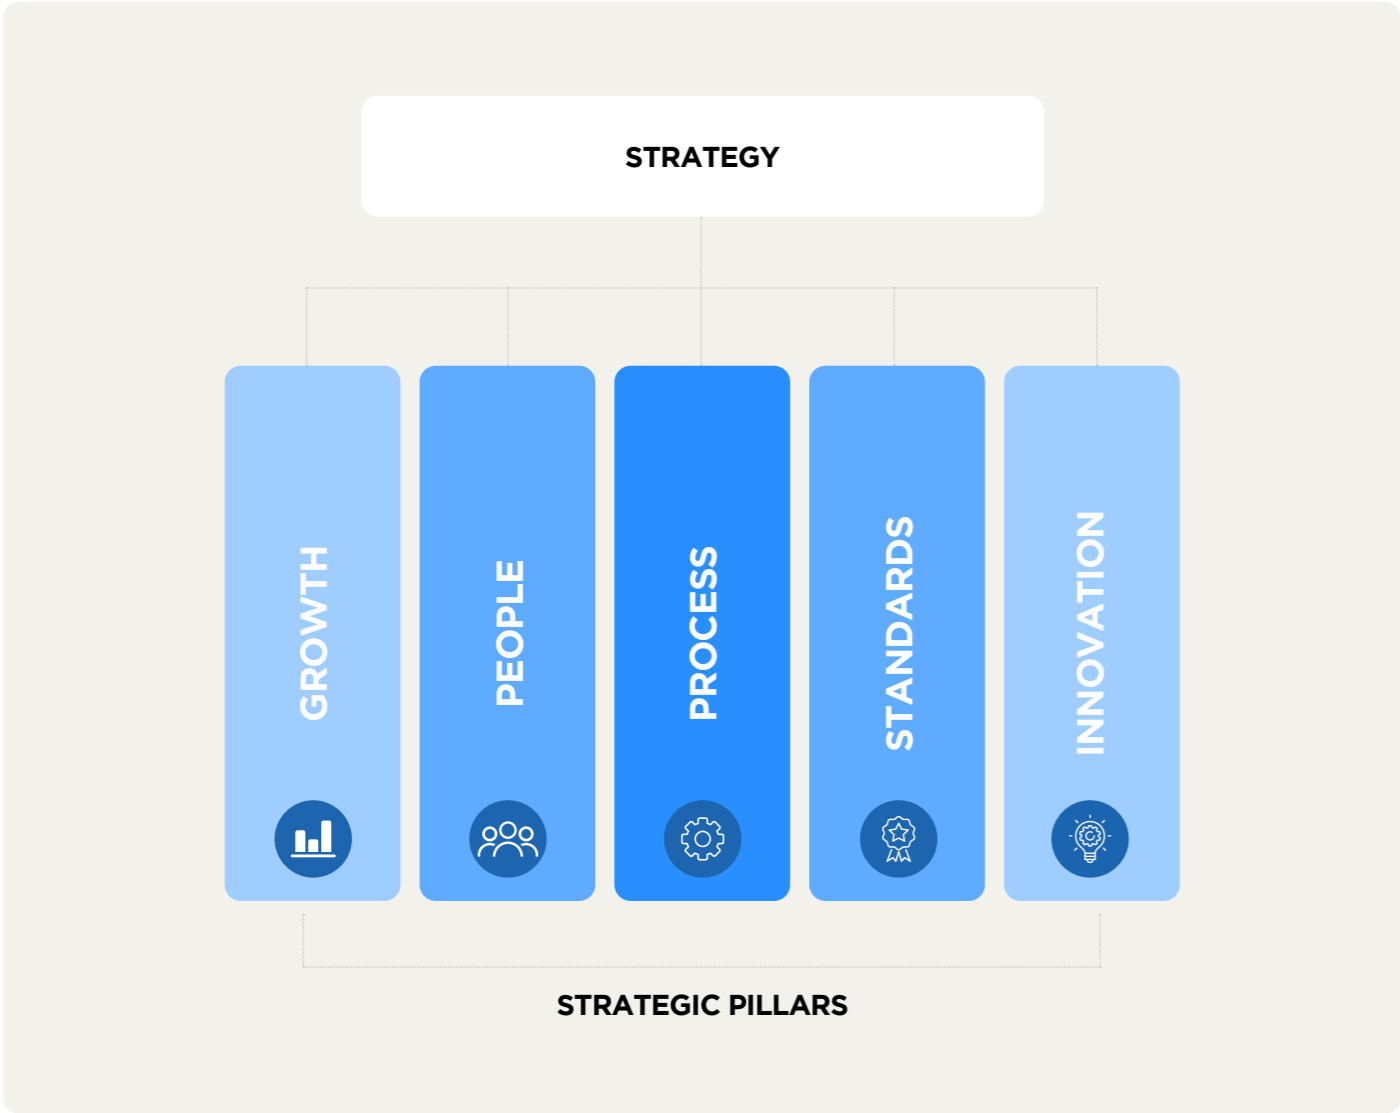 STRATEGY
GROWTH
PEOPLE
PROCESS
STANDARDS
INNOVATION
STRATEGIC PILLARS